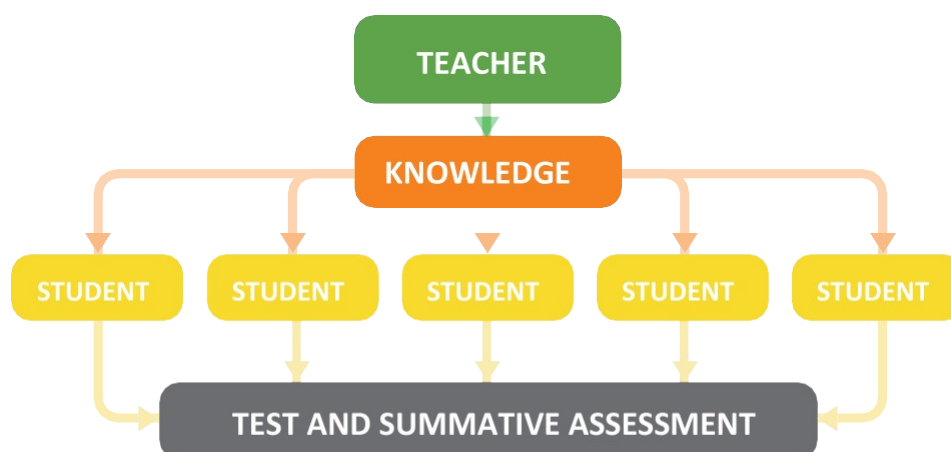 TEACHER
KNOWLEDGE
STUDENT
STUDENT
STUDENT
STUDENT
STUDENT
TEST AND SUMMATIVE ASSESSMENT